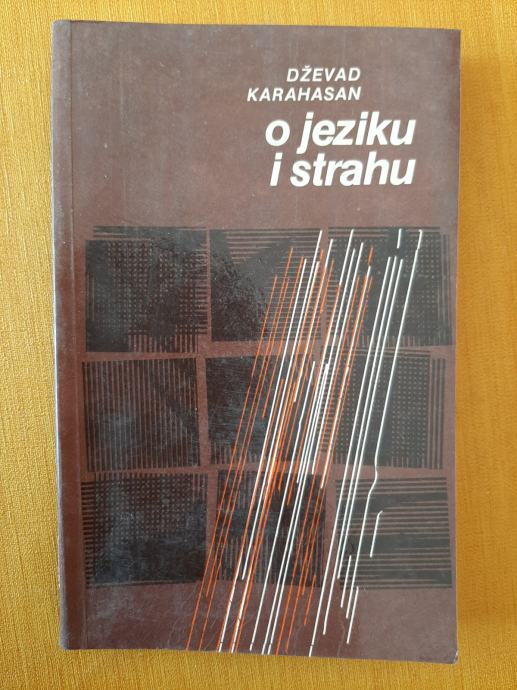 DŽEVAD
KARAHASAN
o jeziku
i strahu